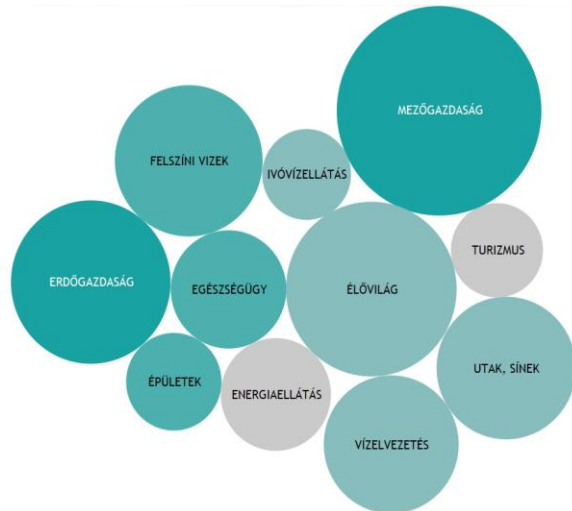 MEZŐGAZDASÁG
FELSZÍNI VIZEK
IVÓVÍZELLÁTÁS
TURIZMUS
ERDŐGAZDASÁG
EGÉSZSÉGÜGY
ÉLŐVILÁG
UTAK, SÍNEK
ÉPÜLETEK
ENERGIAELLÁTÁS
VÍZELVEZETÉS